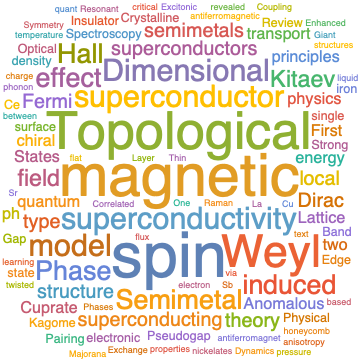 quant Resonant critical Excitonic revealed Coupling
Symmetry antiferromagnetic Enhanced
temperature Insulator Crystalline Review Giant
Optical Spectroscopy semimetals structures
density Hall superconductors transport liquid
charge effect Dimensional principles iron
phonon Fermi superconductor Kitaev single
between Ce physics First
surface chiral Topological Strong
States energy
flat Layer Thin
field magnetic local
quantum Dirac
Sr Correlated One Raman La Cu
ph type superconductivity Lattice
Gap flux text Band
model spin Weyl two
state Edge
learning Phase induced
via
structure Semimetal electron Sb based
twisted Phases Anomalous
Cuprate superconducting theory Physical
Kagome honeycomb
Pairing electronic Pseudogap antiferromagnet anisotropy
Majorana Exchange properties nickelates Dynamics pressure